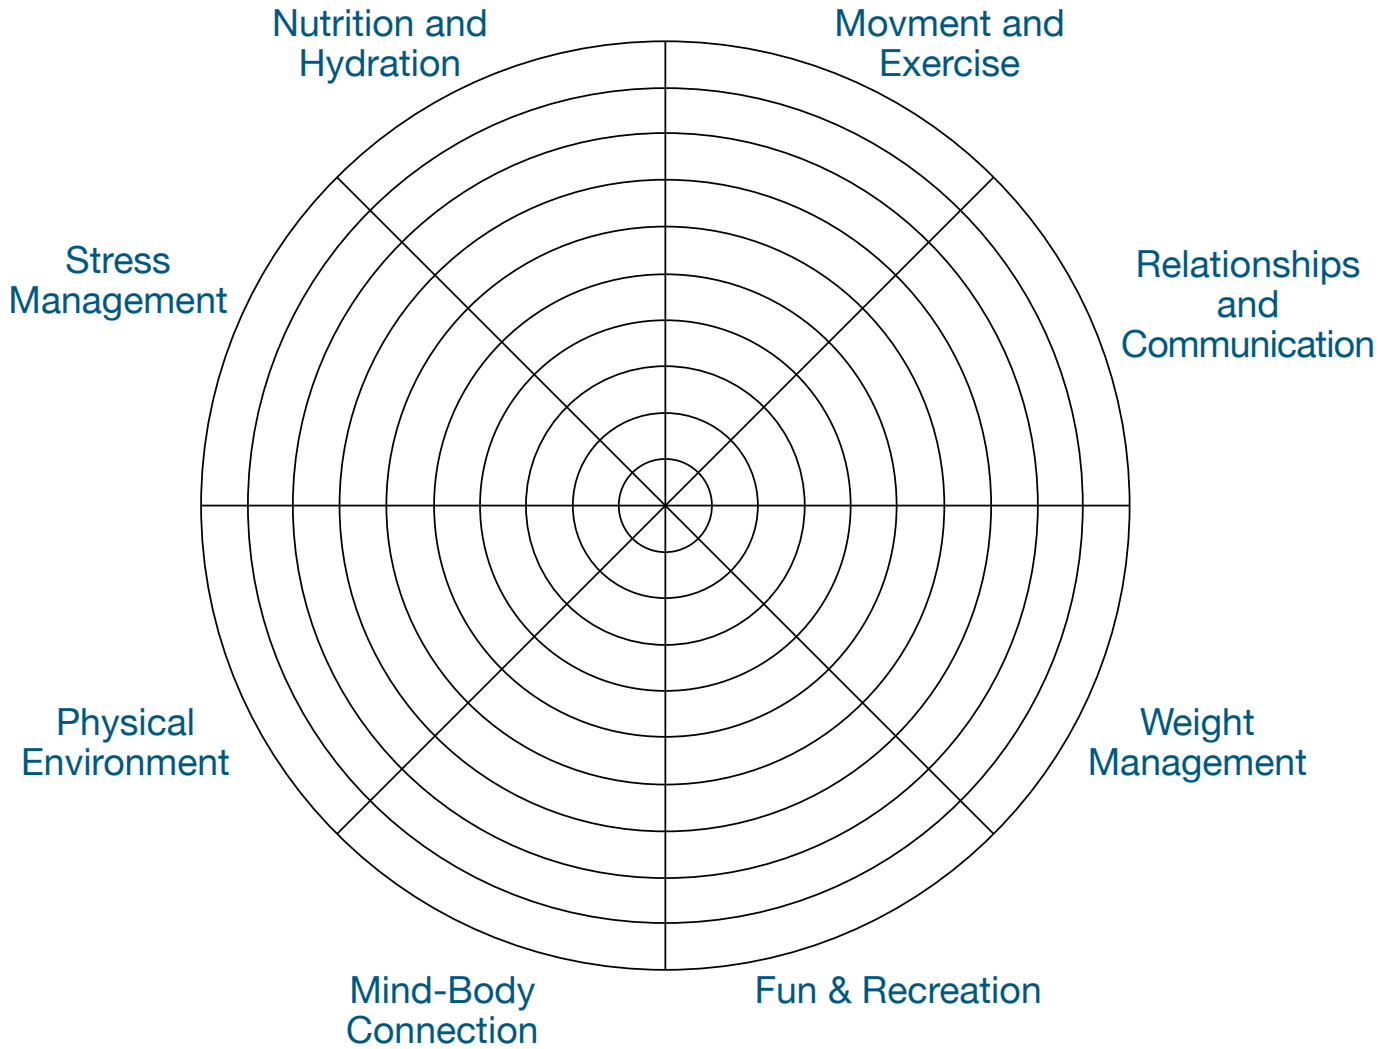 Nutrition and
Hydration
Movment and
Exercise
Stress
Management
Relationships
and
Communication
Physical
Environment
Weight
Management
Mind-Body
Connection
Fun & Recreation